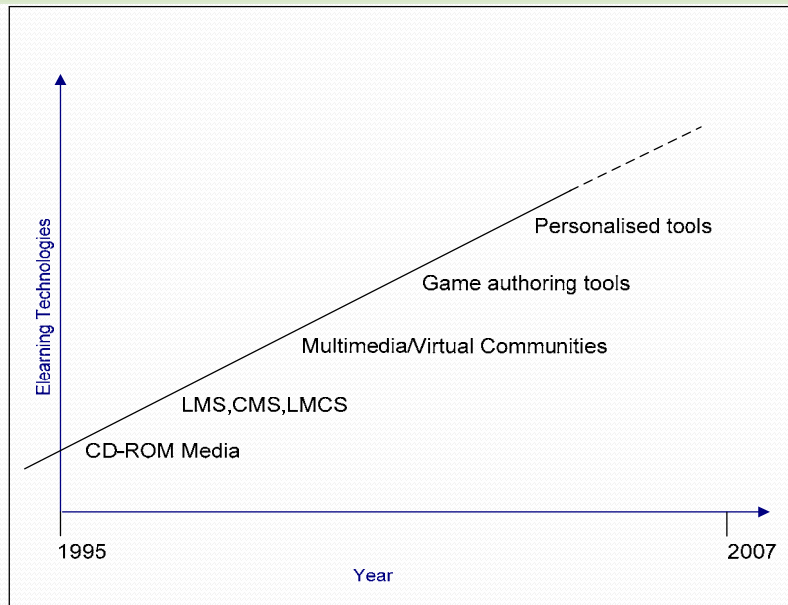 Elearning Technologies
Personalised tools
Game authoring tools
Multimedia/Virtual Communities
LMS,CMS,LMCS
CD-ROM Media
1995
2007
Year